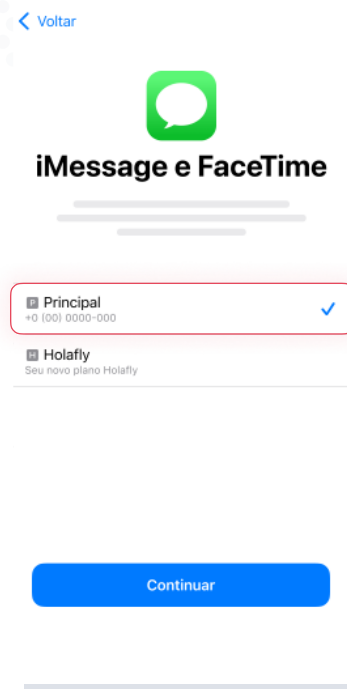 Voltar
iMessage e FaceTime
P Principal
+0 (00) 0000-000
H Holafly
Seu novo plano Holafly
Continuar